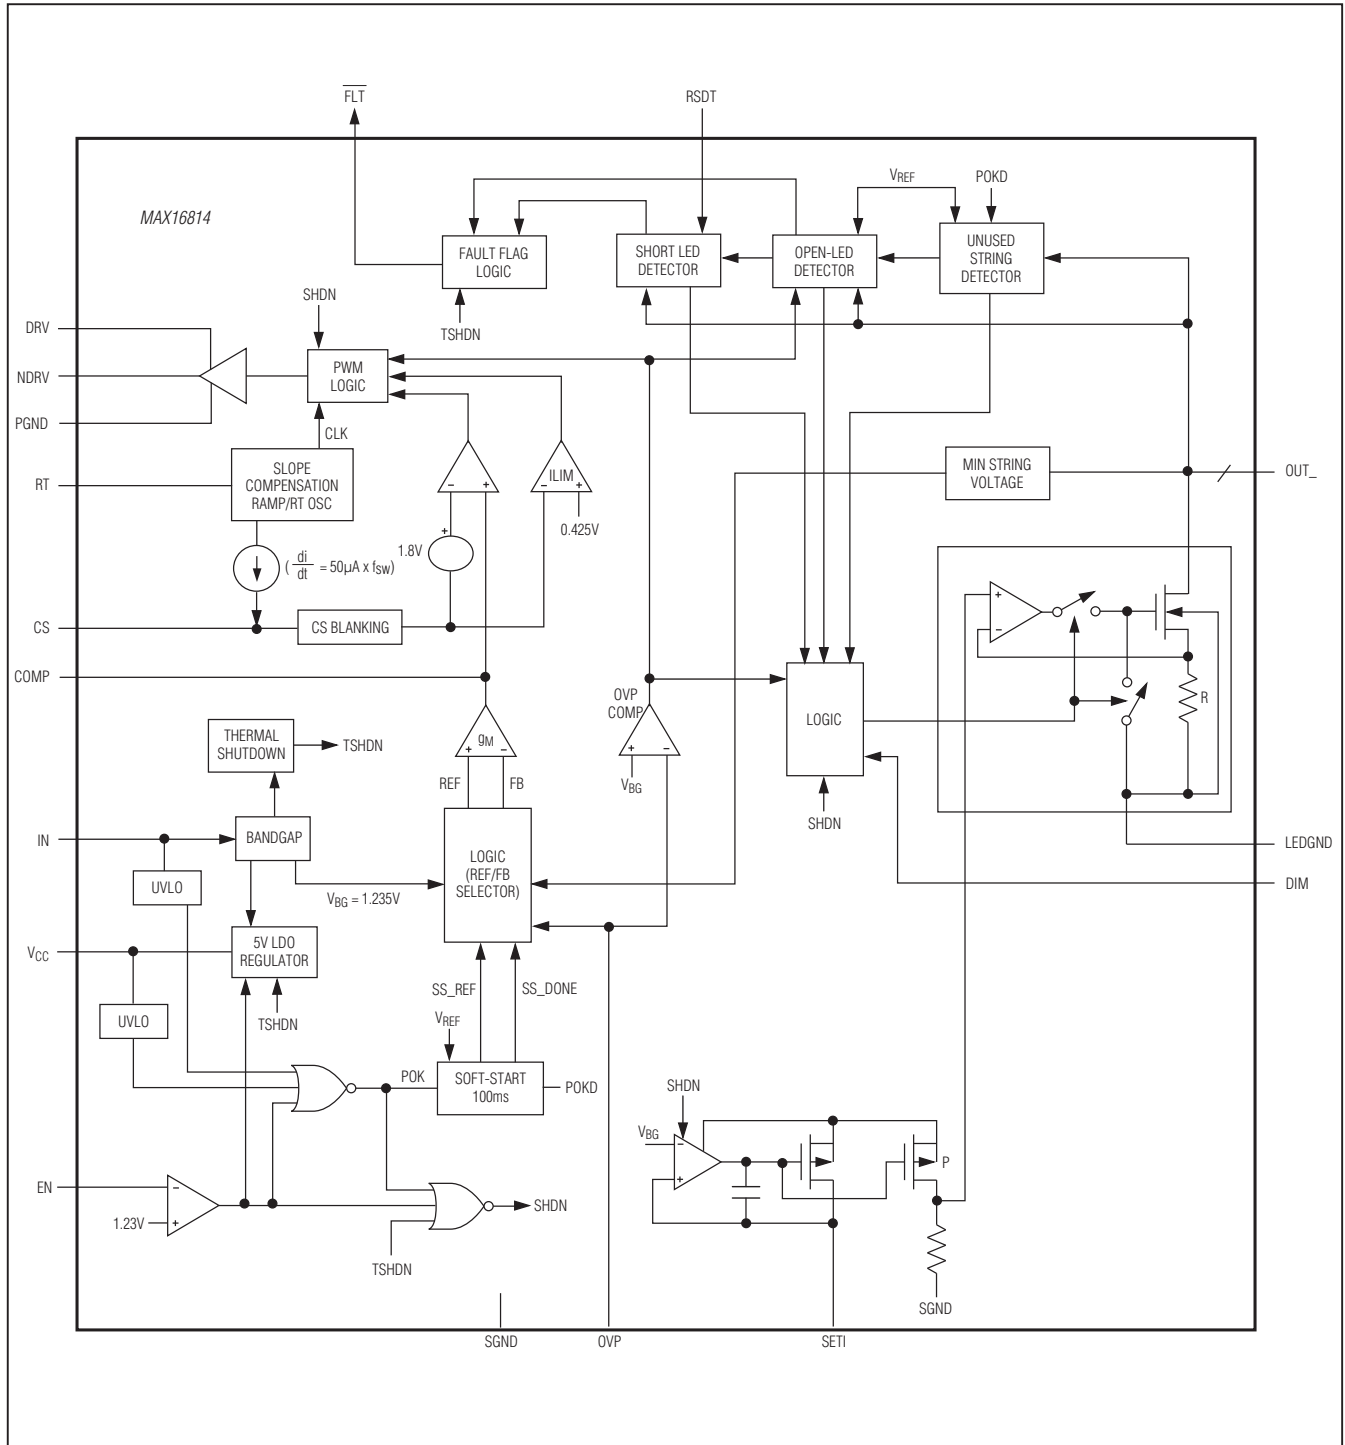 FLT
RSDT
MAX16814
VREF
POKD
FAULT FLAG
LOGIC
SHORT LED
DETECTOR
OPEN-LED
DETECTOR
UNUSED
STRING
DETECTOR
SHDN
TSHDN
DRV
NDRV
PGND
PWM
LOGIC
CLK
RT
SLOPE
COMPENSATION
RAMP/RT OSC
- +
ILIM
- +
0.425V
MIN STRING
VOLTAGE
OUT_
+
1.8V
( di
dt = 50µA x fSW)
CS
CS BLANKING
COMP
+
-
R
OVP
COMP
+ -
VBG
LOGIC
SHDN
THERMAL
SHUTDOWN
TSHDN
gM
+ -
REF
FB
IN
BANDGAP
UVLO
VBG = 1.235V
LOGIC
(REF/FB
SELECTOR)
LEDGND
DIM
VCC
5V LDO
REGULATOR
TSHDN
UVLO
SS_REF
SS_DONE
VREF
POK
SOFT-START
100ms
POKD
SHDN
VBG
-
+
P
EN
-
1.23V
+
SHDN
TSHDN
SGND
SGND
OVP
SETI